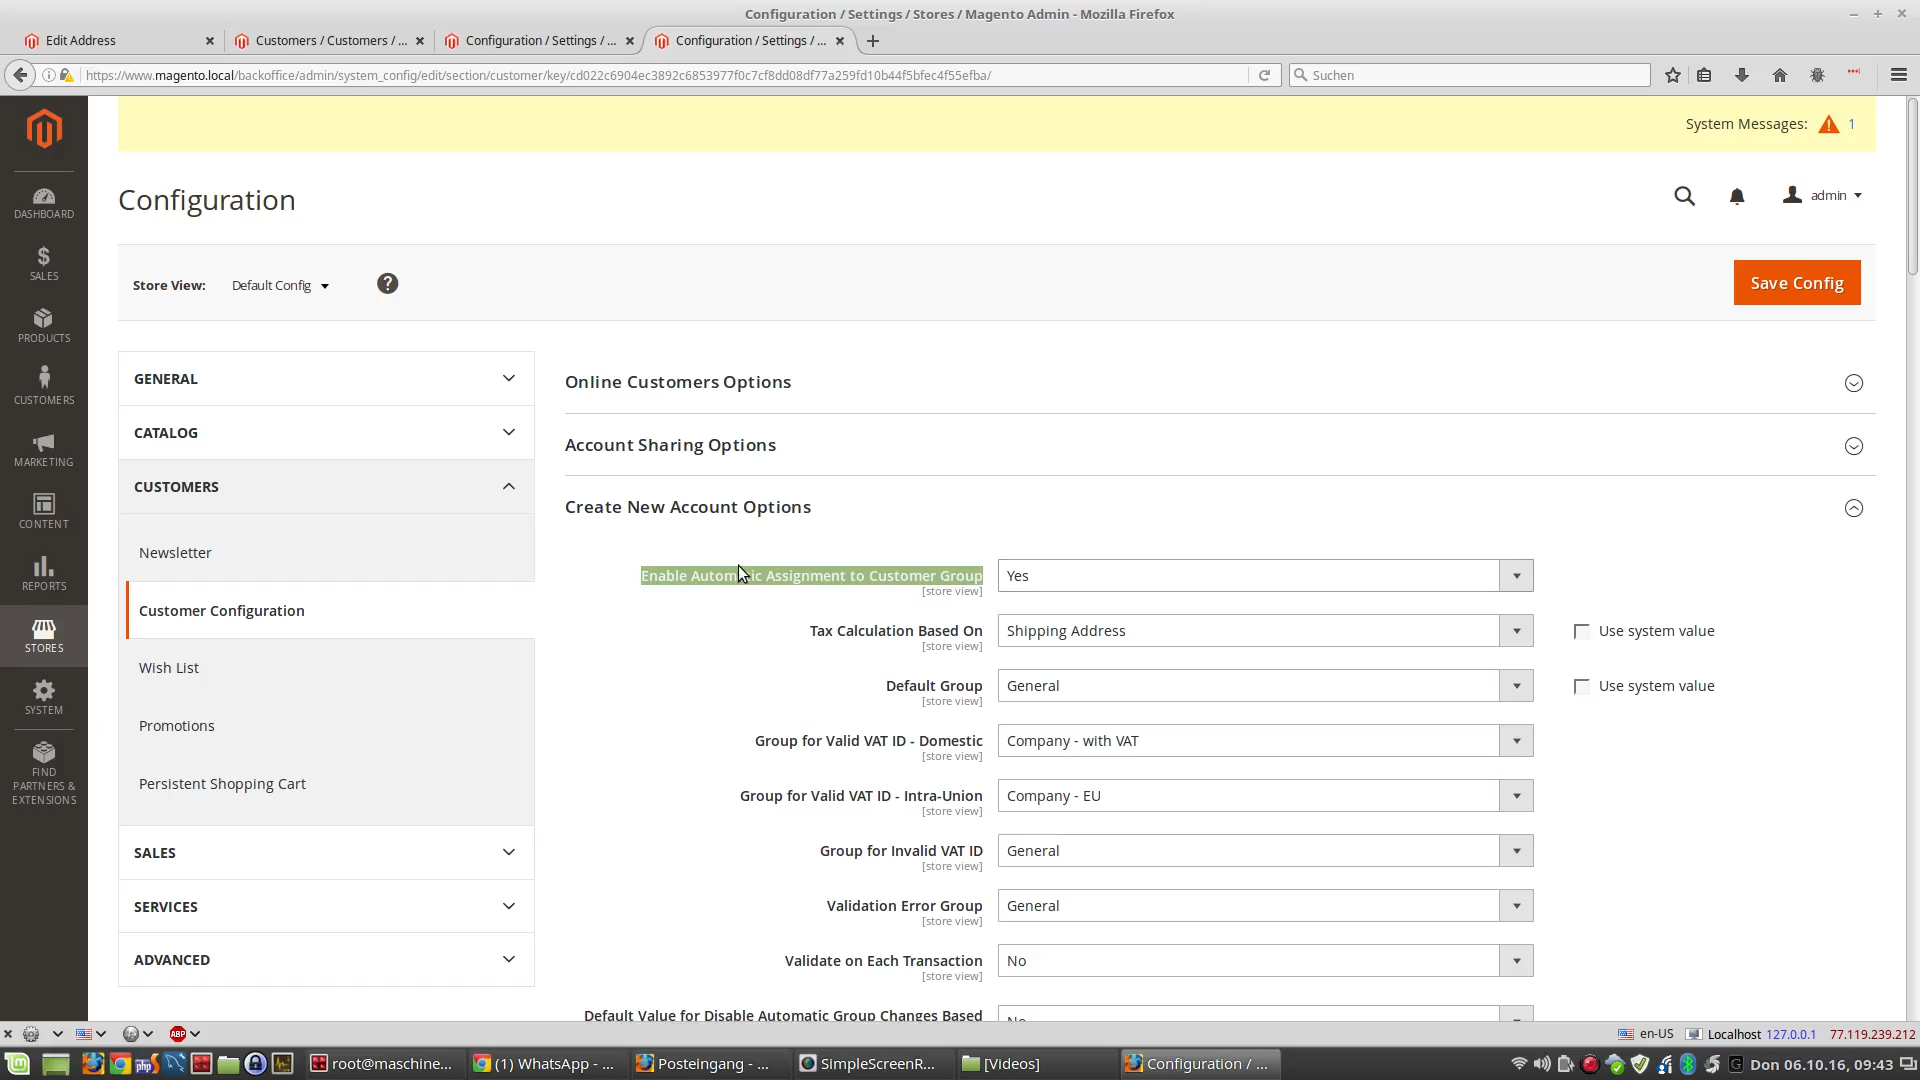 Configuration / Settings / Stores / Magento Admin - Mozilla Firefox
Edit Address
Customers / Customers / ...
Configuration / Settings / ...
Configuration / Settings / ...
https://www.magento.local/backoffice/admin/system_config/edit/section/customer/key/cd022c6904ec3892c6853977f0c7cf8dd08df77a259fd10b44f5bfec4f55efba/
Suchen
System Messages: 1
Configuration
admin
Store View: Default Config
?
Save Config
DASHBOARD
SALES
PRODUCTS
CUSTOMERS
MARKETING
CONTENT
REPORTS
STORES
SYSTEM
FIND
PARTNERS &
EXTENSIONS
GENERAL
CATALOG
CUSTOMERS
Newsletter
Customer Configuration
Wish List
Promotions
Persistent Shopping Cart
SALES
SERVICES
ADVANCED
Online Customers Options
Account Sharing Options
Create New Account Options
Enable Automatic Assignment to Customer Group Yes
[store view]
Tax Calculation Based On Shipping Address Use system value
[store view]
Default Group General Use system value
[store view]
Group for Valid VAT ID - Domestic Company - with VAT
[store view]
Group for Valid VAT ID - Intra-Union Company - EU
[store view]
Group for Invalid VAT ID General
[store view]
Validation Error Group General
[store view]
Validate on Each Transaction No
[store view]
Default Value for Disable Automatic Group Changes Based No
ABP
en-US Localhost 127.0.0.1 77.119.239.212
php
root@maschine...
(1) WhatsApp - ...
Posteingang - ...
SimpleScreenR...
[Videos]
Configuration / ...
Don 06.10.16, 09:43